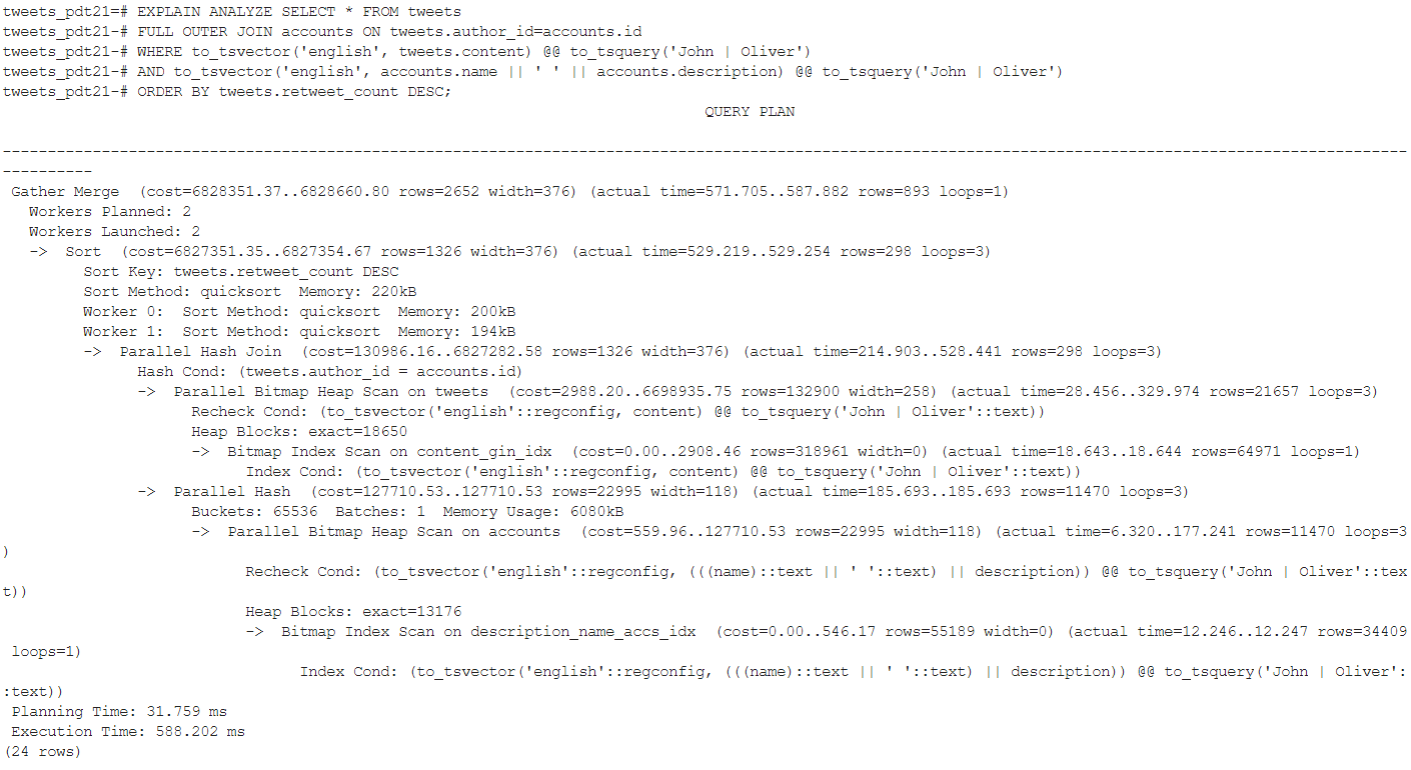 tweets_pdt21=# EXPLAIN ANALYZE SELECT * FROM tweets
tweets_pdt21-# FULL OUTER JOIN accounts ON tweets.author_id=accounts.id
tweets_pdt21-# WHERE to_tsvector('english', tweets.content) @@ to_tsquery('John | Oliver')
tweets_pdt21-# AND to_tsvector('english', accounts.name || ' ' || accounts.description) @@ to_tsquery('John | Oliver')
tweets_pdt21-# ORDER BY tweets.retweet_count DESC;
QUERY PLAN
------------------------------------------------------------------------------------------------------------------------------------------------------------
----------
Gather Merge  (cost=6828351.37..6828660.80 rows=2652 width=376) (actual time=571.705..587.882 rows=893 loops=1)
Workers Planned: 2
Workers Launched: 2
->  Sort  (cost=6827351.35..6827354.67 rows=1326 width=376) (actual time=529.219..529.254 rows=298 loops=3)
Sort Key: tweets.retweet_count DESC
Sort Method: quicksort  Memory: 220kB
Worker 0:  Sort Method: quicksort  Memory: 200kB
Worker 1:  Sort Method: quicksort  Memory: 194kB
->  Parallel Hash Join  (cost=130986.16..6827282.58 rows=1326 width=376) (actual time=214.903..528.441 rows=298 loops=3)
Hash Cond: (tweets.author_id = accounts.id)
->  Parallel Bitmap Heap Scan on tweets  (cost=2988.20..6698935.75 rows=132900 width=258) (actual time=28.456..329.974 rows=21657 loops=3)
Recheck Cond: (to_tsvector('english'::regconfig, content) @@ to_tsquery('John | Oliver'::text))
Heap Blocks: exact=18650
->  Bitmap Index Scan on content_gin_idx  (cost=0.00..2908.46 rows=318961 width=0) (actual time=18.643..18.644 rows=64971 loops=1)
Index Cond: (to_tsvector('english'::regconfig, content) @@ to_tsquery('John | Oliver'::text))
->  Parallel Hash  (cost=127710.53..127710.53 rows=22995 width=118) (actual time=185.693..185.693 rows=11470 loops=3)
Buckets: 65536  Batches: 1  Memory Usage: 6080kB
->  Parallel Bitmap Heap Scan on accounts  (cost=559.96..127710.53 rows=22995 width=118) (actual time=6.320..177.241 rows=11470 loops=3
)
Recheck Cond: (to_tsvector('english'::regconfig, (((name)::text || ' '::text) || description)) @@ to_tsquery('John | Oliver'::tex
t))
Heap Blocks: exact=13176
->  Bitmap Index Scan on description_name_accs_idx  (cost=0.00..546.17 rows=55189 width=0) (actual time=12.246..12.247 rows=34409
loops=1)
Index Cond: (to_tsvector('english'::regconfig, (((name)::text || ' '::text) || description)) @@ to_tsquery('John | Oliver':
:text))
Planning Time: 31.759 ms
Execution Time: 588.202 ms
(24 rows)